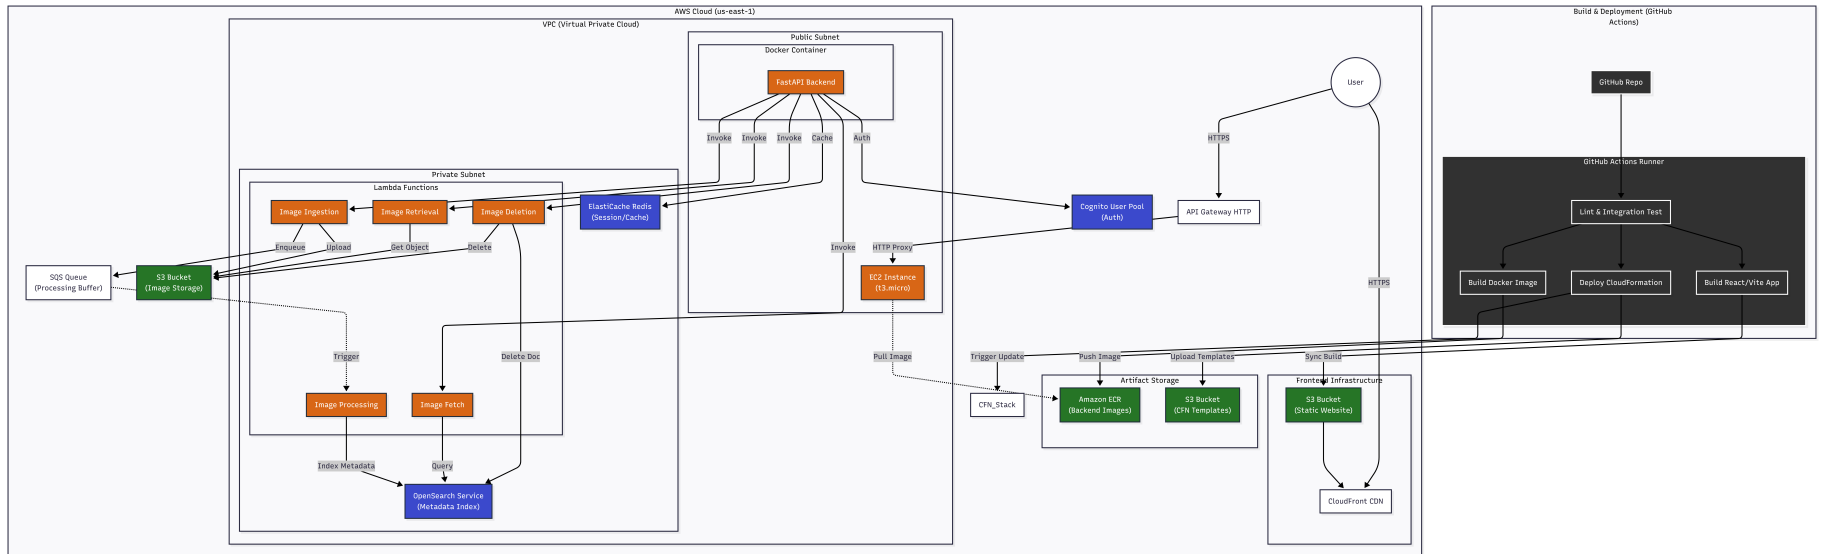 AWS Cloud (us-east-1)
VPC (Virtual Private Cloud)
Public Subnet
Docker Container
FastAPI Backend
Invoke
Invoke
Invoke
Cache
Auth
Private Subnet
Lambda Functions
Image Ingestion
Image Retrieval
Image Deletion
ElastiCache Redis
(Session/Cache)
Enqueue
Upload
Get Object
Delete
Invoke
HTTP Proxy
SQS Queue
(Processing Buffer)
S3 Bucket
(Image Storage)
EC2 Instance
(t3.micro)
Trigger
Delete Doc
Pull Image
Image Processing
Image Fetch
Index Metadata
Query
OpenSearch Service
(Metadata Index)
User
HTTPS
Cognito User Pool
(Auth)
API Gateway HTTP
HTTPS
Trigger Update
Push Image
Upload Templates
Sync Build
CFN_Stack
Artifact Storage
Amazon ECR
(Backend Images)
S3 Bucket
(CFN Templates)
Frontend Infrastructure
S3 Bucket
(Static Website)
CloudFront CDN
Build & Deployment (GitHub
Actions)
GitHub Repo
GitHub Actions Runner
Lint & Integration Test
Build Docker Image
Deploy CloudFormation
Build React/Vite App